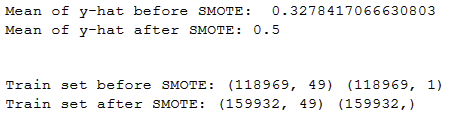 Mean of y-hat before SMOTE:  0.3278417066630803
Mean of y-hat after SMOTE: 0.5
Train set before SMOTE: (118969, 49) (118969, 1)
Train set after SMOTE: (159932, 49) (159932,)